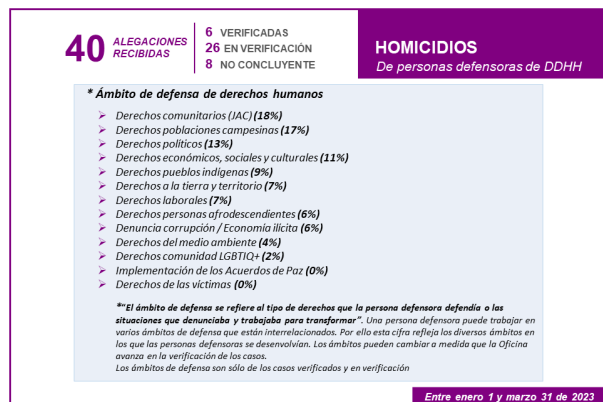 40 ALEGACIONES RECIBIDAS
6 VERIFICADAS
26 EN VERIFICACIÓN
8 NO CONCLUYENTE
HOMICIDIOS
De personas defensoras de DDHH
* Ámbito de defensa de derechos humanos
➢ Derechos comunitarios (JAC) (18%)
➢ Derechos poblaciones campesinas (17%)
➢ Derechos políticos (13%)
➢ Derechos económicos, sociales y culturales (11%)
➢ Derechos pueblos indígenas (9%)
➢ Derechos a la tierra y territorio (7%)
➢ Derechos laborales (7%)
➢ Derechos personas afrodescendientes (6%)
➢ Denuncia corrupción / Economía ilicita (6%)
➢ Derechos del medio ambiente (4%)
➢ Derechos comunidad LGBTIQ+ (2%)
➢ Implementación de los Acuerdos de Paz (0%)
➢ Derechos de las víctimas (0%)
*"El ámbito de defensa se refiere al tipo de derechos que la persona defensora defendía o las
situaciones que denunciaba y trabajaba para transformar". Una persona defensora puede trabajar en
varios ámbitos de defensa que están interrelacionados. Por ello esta cifra refleja los diversos ámbitos en
los que las personas defensoras se desenvolvían. Los ámbitos pueden cambiar a medida que la Oficina
avanza en la verificación de los casos.
Los ámbitos de defensa son sólo de los casos verificados y en verificación
Entre enero 1 y marzo 31 de 2023